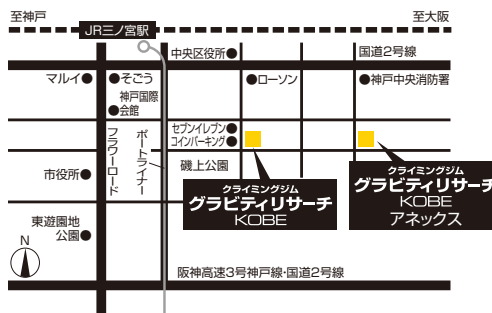 至神戸
至大阪
JR三ノ宮駅
中央区役所
国道2号線
マルイ
そごう
ローソン
神戸中央消防署
神戸国際
会館
セブンイレブン
コインパーキング
フラワーロード
ポートライナー
磯上公園
市役所
クライミングジム
グラビティリサーチ
KOBE
クライミングジム
グラビティリサーチ
KOBE
アネックス
東遊園地
公園
N
阪神高速3号神戸線・国道2号線